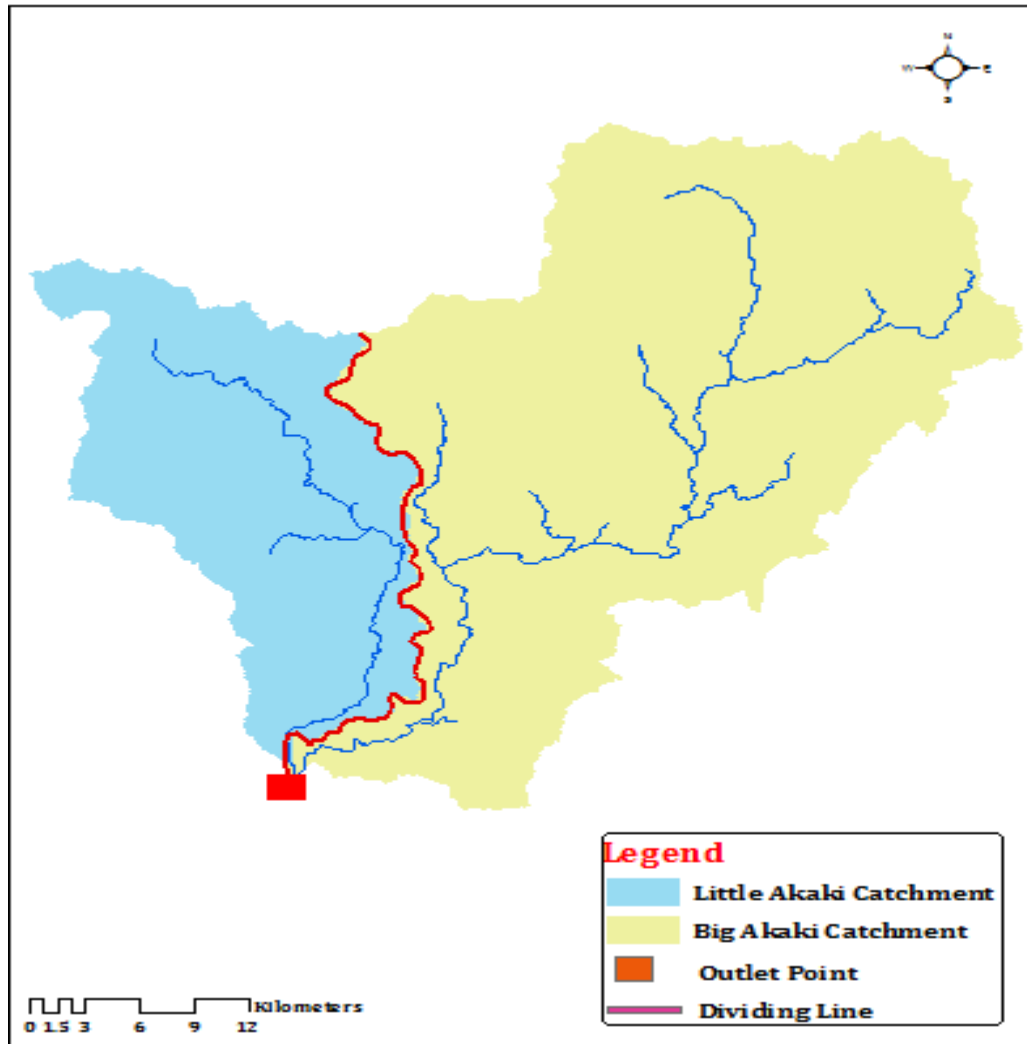 N
W E
S
Legend
Little Akaki Catchment
Big Akaki Catchment
Outlet Point
Dividing Line
Kilometers
0 1.5 3 6 9 12